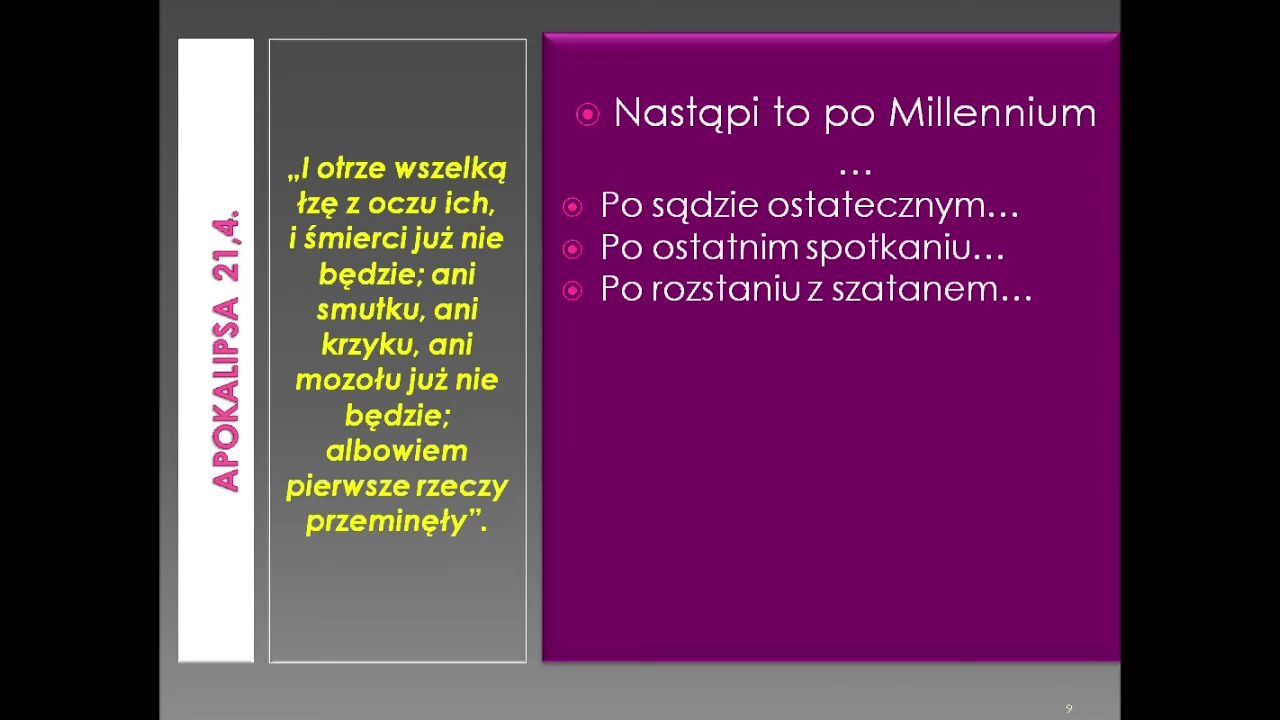 APOKALIPSA 21,4.
„I otrze wszelką
łzę z oczu ich,
i śmierci już nie
będzie; ani
smutku, ani
krzyku, ani
mozołu już nie
będzie;
albowiem
pierwsze rzeczy
przeminęły”.
Nastąpi to po Millennium
...
Po sądzie ostatecznym...
Po ostatnim spotkaniu...
Po rozstaniu z szatanem...
9